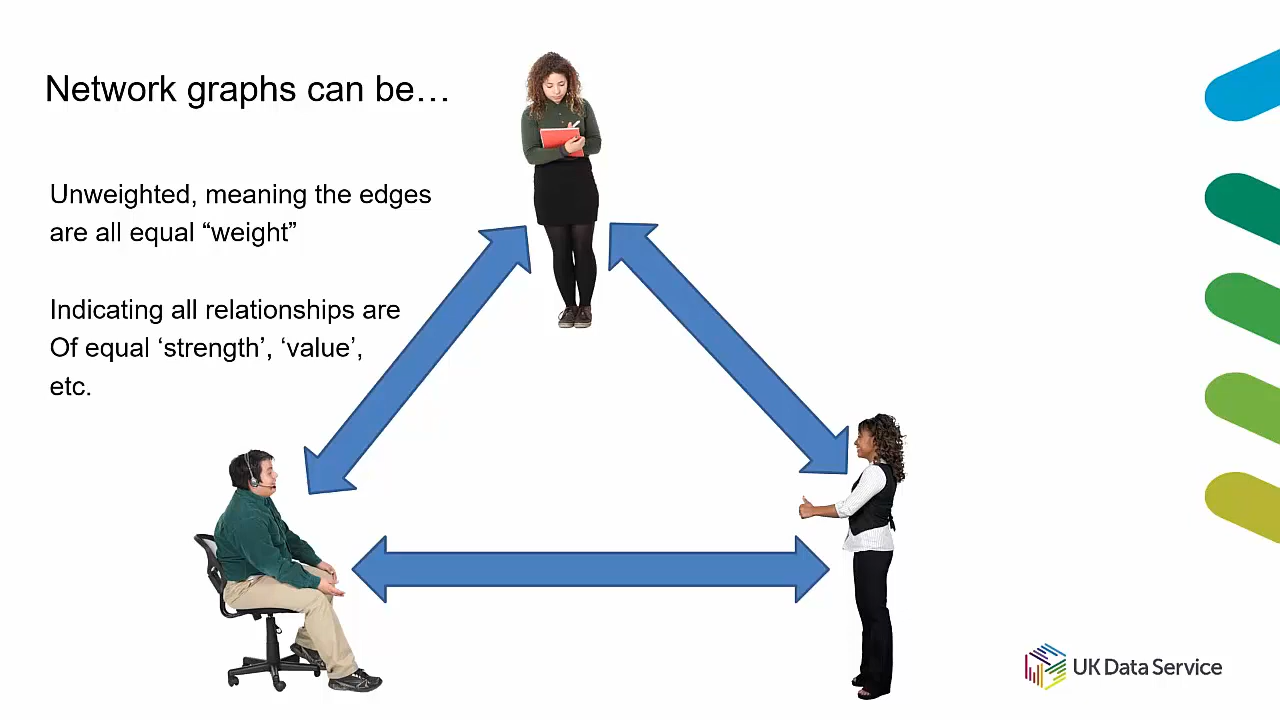 Network graphs can be…
Unweighted, meaning the edges
are all equal “weight”
Indicating all relationships are
Of equal ‘strength’, ‘value’,
etc.
UK Data Service